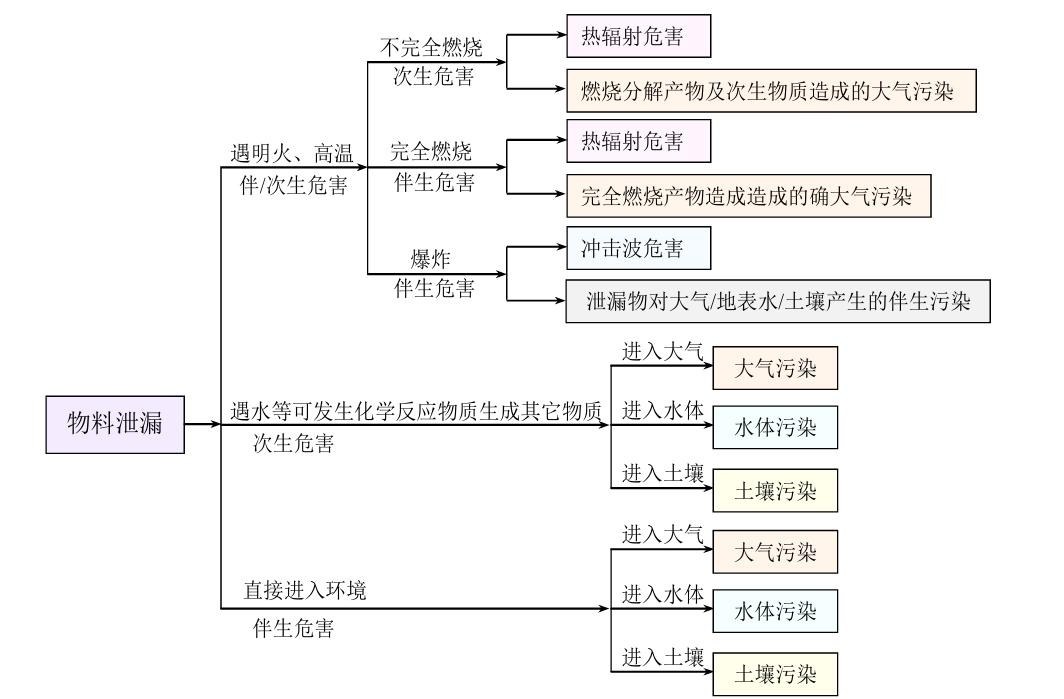 不完全燃烧
次生危害
热辐射危害
燃烧分解产物及次生物质造成的大气污染
遇明火、高温
伴/次生危害
完全燃烧
伴生危害
热辐射危害
完全燃烧产物造成造成的确大气污染
爆炸
伴生危害
冲击波危害
泄漏物对大气/地表水/土壤产生的伴生污染
物料泄漏
遇水等可发生化学反应物质生成其它物质
次生危害
进入大气
大气污染
进入水体
水体污染
进入土壤
土壤污染
直接进入环境
伴生危害
进入大气
大气污染
进入水体
水体污染
进入土壤
土壤污染